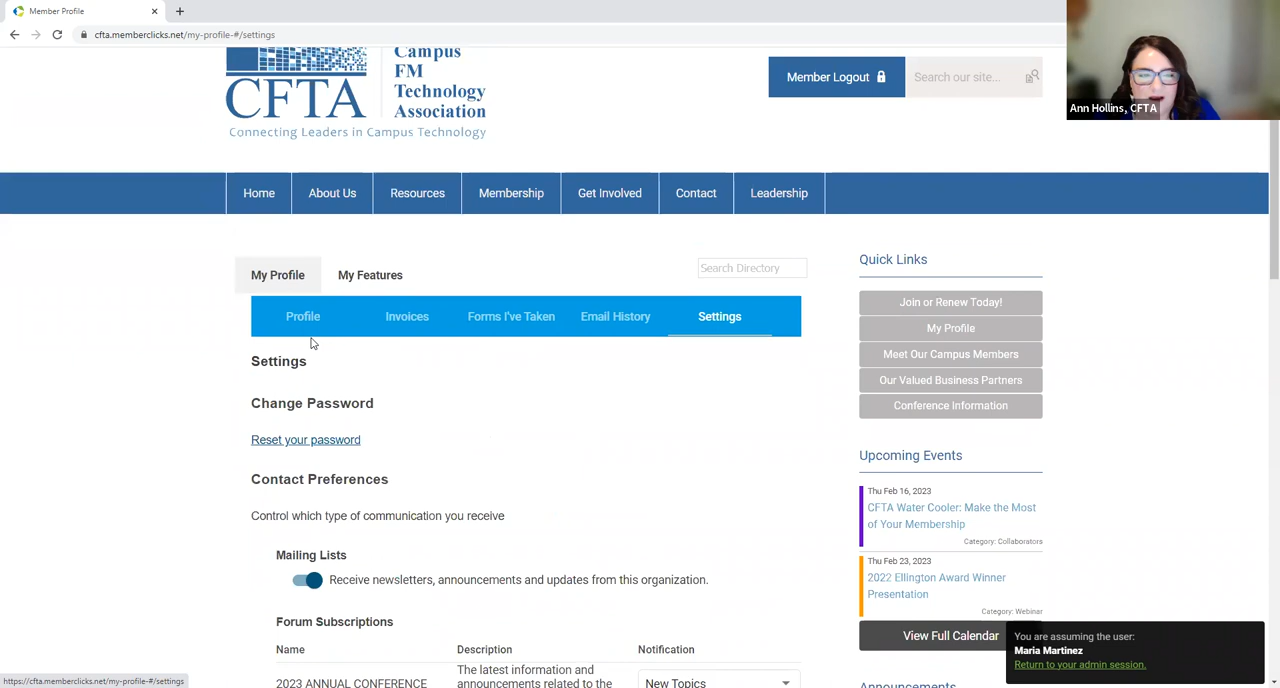 Member Profile
cfta.memberclicks.net/my-profile-#/settings
CFTA
Campus
FM
Technology
Association
Connecting Leaders in Campus Technology
Member Logout
Search our site...
Ann Hollins, CFTA
Home
About Us
Resources
Membership
Get Involved
Contact
Leadership
My Profile
My Features
Search Directory
Profile
Invoices
Forms I've Taken
Email History
Settings
Settings
Change Password
Reset your password
Contact Preferences
Control which type of communication you receive
Mailing Lists
Receive newsletters, announcements and updates from this organization.
Forum Subscriptions
Name
Description
Notification
2023 ANNUAL CONFERENCE
The latest information and
announcements related to the
New Topics
Quick Links
Join or Renew Today!
My Profile
Meet Our Campus Members
Our Valued Business Partners
Conference Information
Upcoming Events
Thu Feb 16, 2023
CFTA Water Cooler: Make the Most
of Your Membership
Category: Collaborators
Thu Feb 23, 2023
2022 Ellington Award Winner
Presentation
Category: Webinar
View Full Calendar
Announcements
You are assuming the user:
Maria Martinez
Return to your admin session.
https://cfta.memberclicks.net/my-profile-#/settings